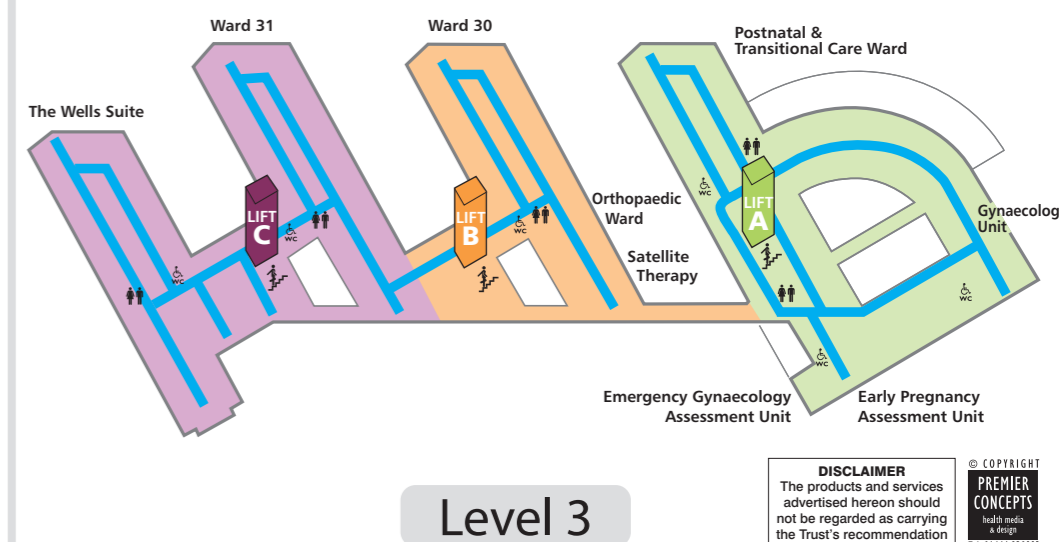 Ward 31
Ward 30
Postnatal &
Transitional Care Ward
The Wells Suite
WC
LIFT
A
LIFT
C
LIFT
B
Orthopaedic
Ward
Gynaecolog
Unit
WC
WC
Satellite
Therapy
WC
WC
WC
Emergency Gynaecology
Assessment Unit
Early Pregnancy
Assessment Unit
Level 3
DISCLAIMER
The products and services
advertised hereon should
not be regarded as carrying
the Trust's recommendation
© COPYRIGHT
PREMIER
CONCEPTS
health media
& design